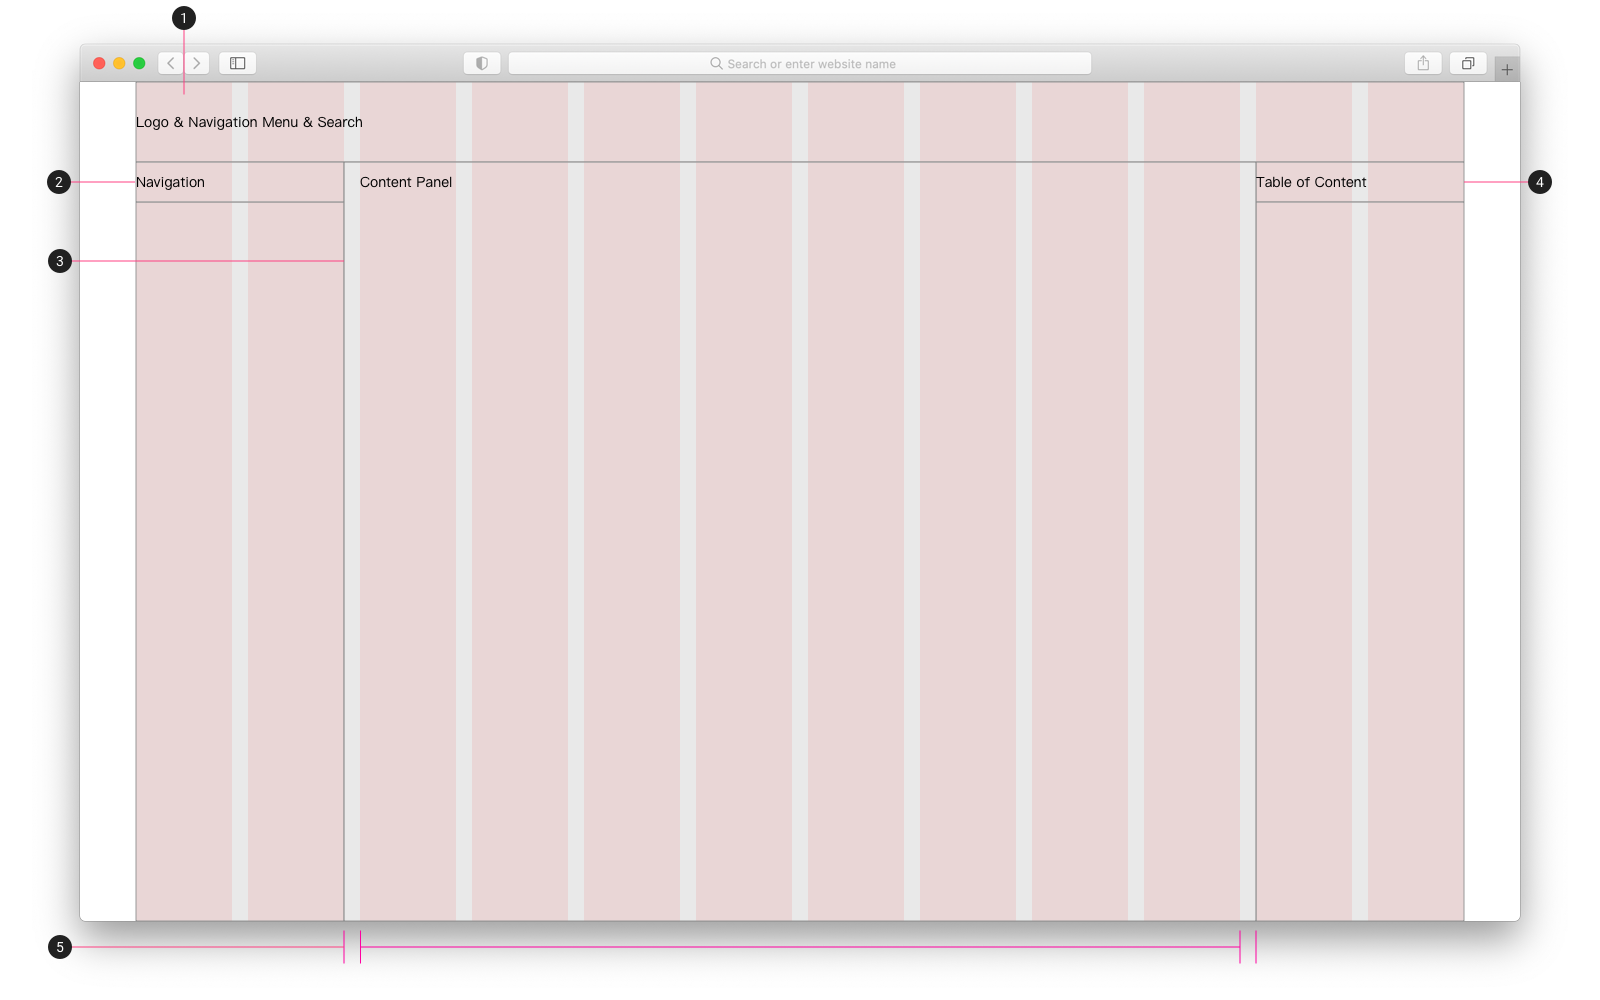 1
Search or enter website name
Logo & Navigation Menu & Search
2
Navigation
Content Panel
Table of Content
4
3
5